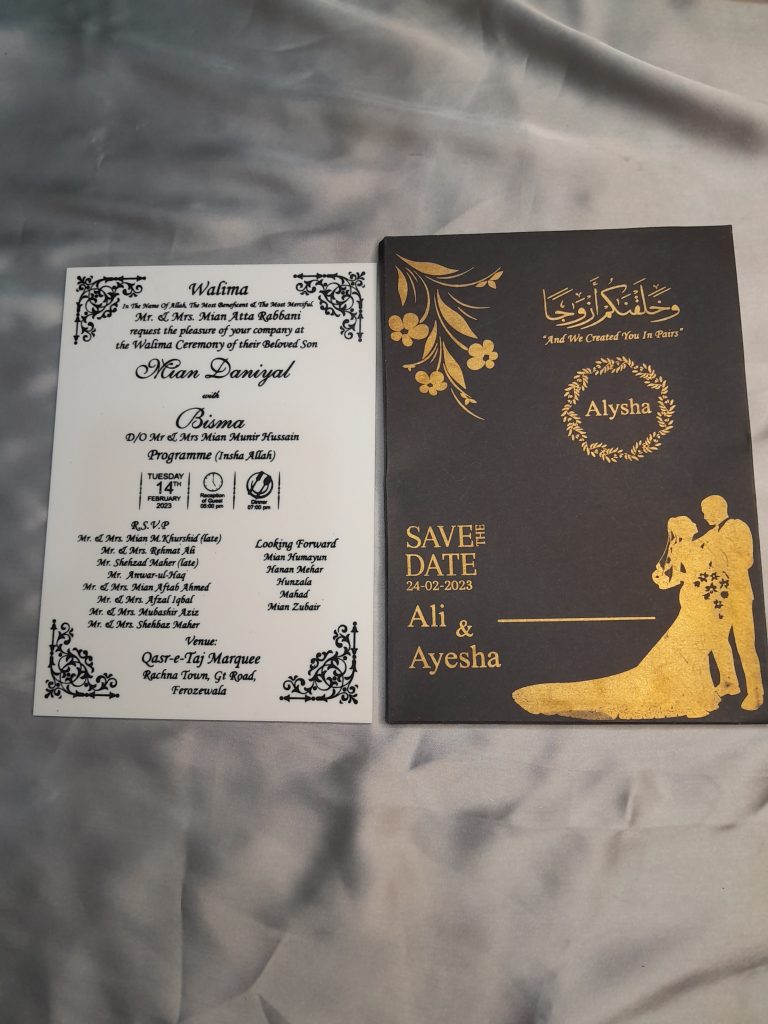 Walima
In The Name Of Allah, The Most Beneficent & The Most Merciful
Mr. & Mrs. Mian Atta Rabbani
request the pleasure of your company at
the Walima Ceremony of their Beloved Son
Mian Daniyal
with
Bisma
D/O Mr & Mrs Mian Munir Hussain
Programme (Insha Allah)
TUESDAY
14TH
FEBRUARY
2023
Reception
of Guest
06:00 pm
Dinner
07:00 pm
R.S.V.P
Mr. & Mrs. Mian M.Khurshid (late)
Mr. & Mrs. Rehmat Ali
Mr. Shehzad Maher (late)
Mr. Anwar-ul-Haq
Mr. & Mrs. Mian Aftab Ahmed
Mr. & Mrs. Afzal Iqbal
Mr. & Mrs. Mubashir Aziz
Mr. & Mrs. Shehbaz Maher
Looking Forward
Mian Humayun
Hanan Mehar
Hunzala
Mahad
Mian Zubair
Venue:
Qasr-e-Taj Marquee
Rachna Town, Gt Road,
Ferozewala
وَخَلَقْنَاكُمْ أَزْوَاجًا
"And We Created You In Pairs"
Alysha
SAVE THE
DATE
24-02-2023
Ali
&
Ayesha